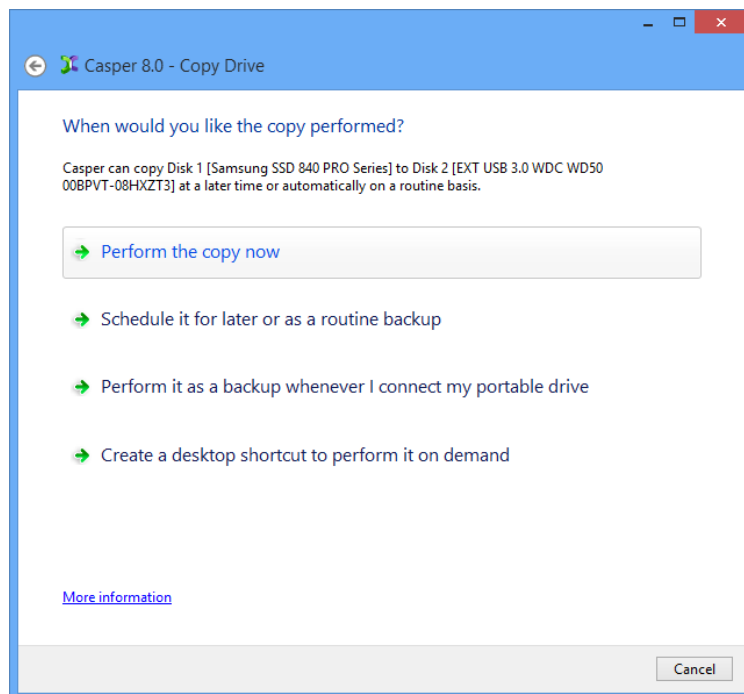 Casper 8.0 - Copy Drive
When would you like the copy performed?
Casper can copy Disk 1 [Samsung SSD 840 PRO Series] to Disk 2 [EXT USB 3.0 WDC WD50
00BPVT-08HXZT3] at a later time or automatically on a routine basis.
Perform the copy now
Schedule it for later or as a routine backup
Perform it as a backup whenever I connect my portable drive
Create a desktop shortcut to perform it on demand
More information
Cancel